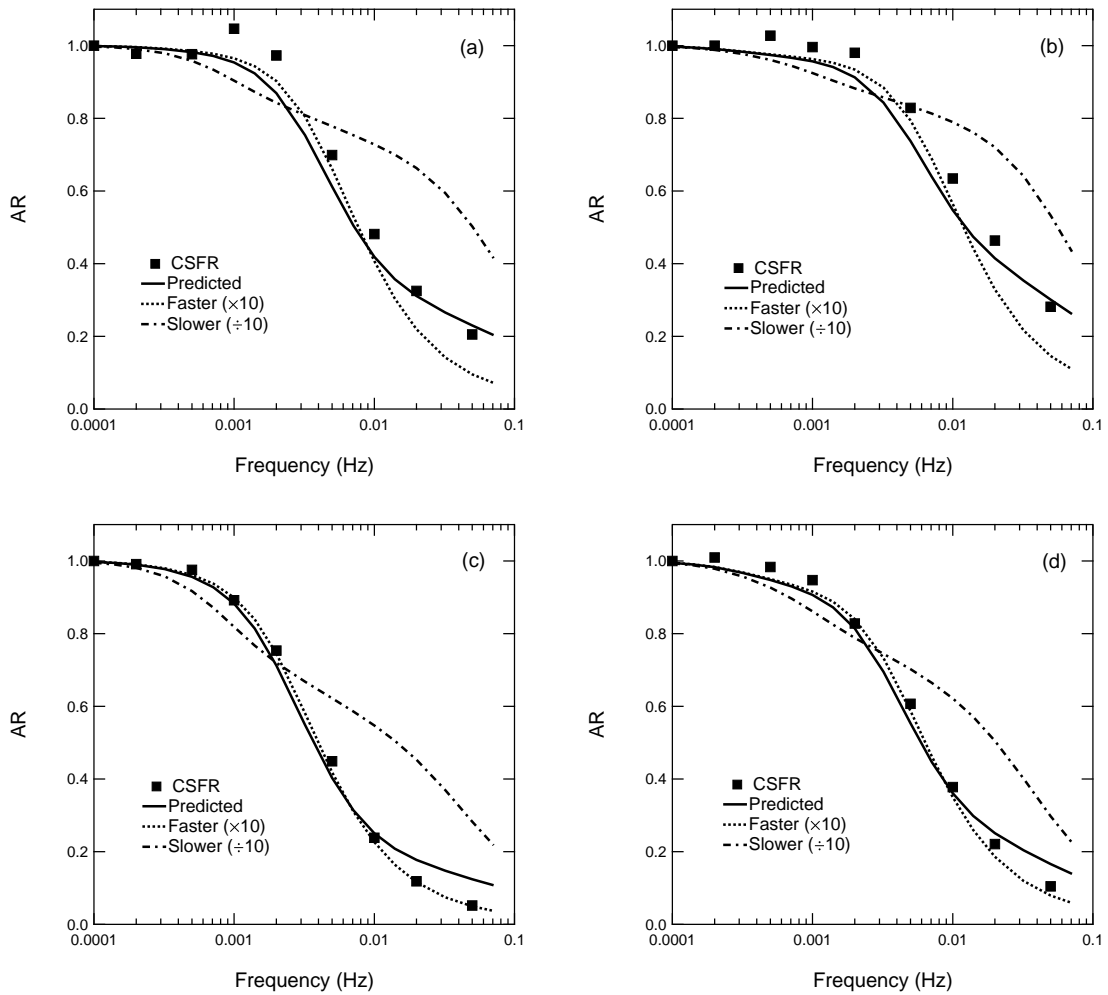 (a)
1.0
0.8
0.6
0.4
0.2
0.0
AR
CSFR
Predicted
Faster (×10)
Slower (÷10)
0.0001
0.001
0.01
0.1
Frequency (Hz)
(b)
1.0
0.8
0.6
0.4
0.2
0.0
AR
CSFR
Predicted
Faster (×10)
Slower (÷10)
0.0001
0.001
0.01
0.1
Frequency (Hz)
(c)
1.0
0.8
0.6
0.4
0.2
0.0
AR
CSFR
Predicted
Faster (×10)
Slower (÷10)
0.0001
0.001
0.01
0.1
Frequency (Hz)
(d)
1.0
0.8
0.6
0.4
0.2
0.0
AR
CSFR
Predicted
Faster (×10)
Slower (÷10)
0.0001
0.001
0.01
0.1
Frequency (Hz)